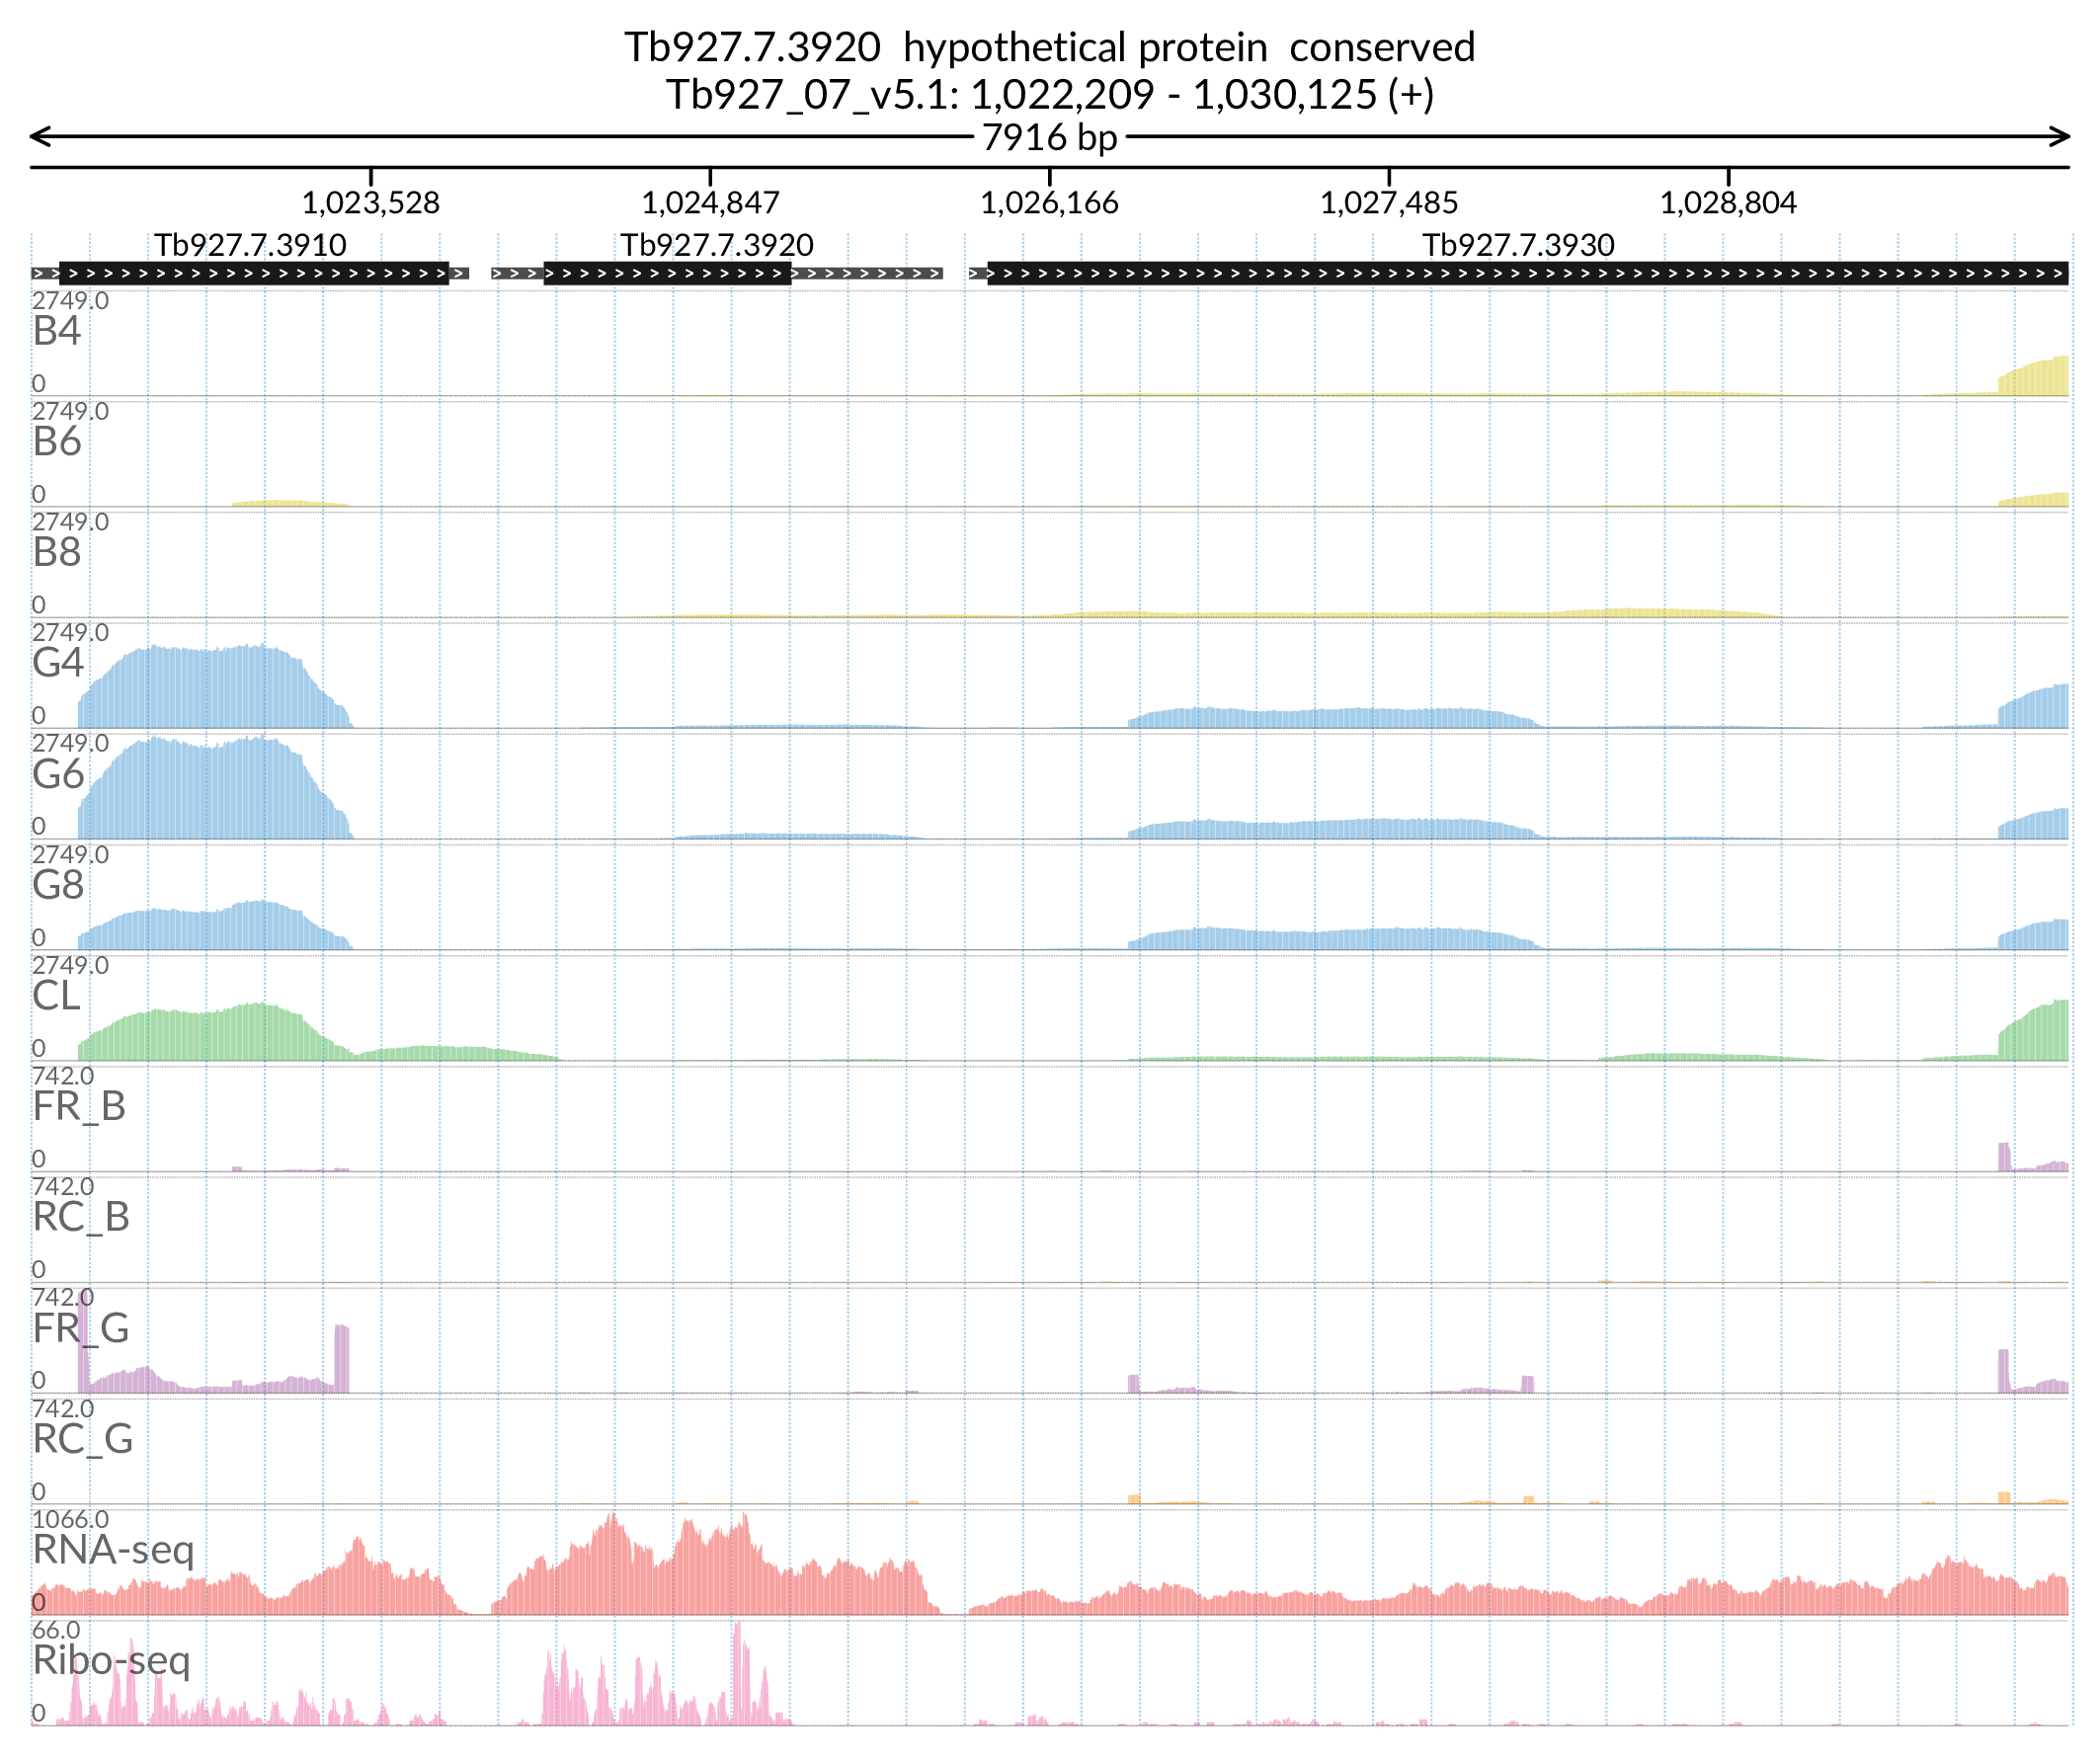 Tb927.7.3920 hypothetical protein conserved
Tb927_07_v5.1: 1,022,209 - 1,030,125 (+)
7916 bp
1,023,528 1,024,847 1,026,166 1,027,485 1,028,804
Tb927.7.3910 Tb927.7.3920 Tb927.7.3930
2749.0
B4
0
2749.0
B6
0
2749.0
B8
0
2749.0
G4
0
2749.0
G6
0
2749.0
G8
0
2749.0
CL
0
742.0
FR_B
0
742.0
RC_B
0
742.0
FR_G
0
742.0
RC_G
0
1066.0
RNA-seq
0
66.0
Ribo-seq
0